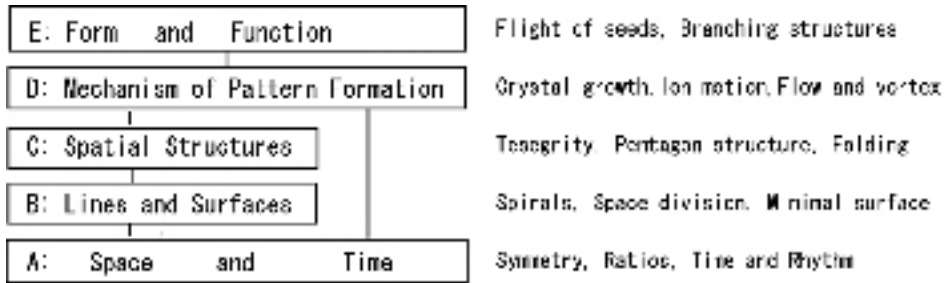 E: Form and Function
Flight of seeds, Branching structures
D: Mechanism of Pattern Formation
Crystal growth, Ion motion, Flow and vortex
C: Spatial Structures
Tesegrity, Pentagon structure, Folding
B: Lines and Surfaces
Spirals, Space division, Minimal surface
A: Space and Time
Symmetry, Ratios, Time and Rhythm